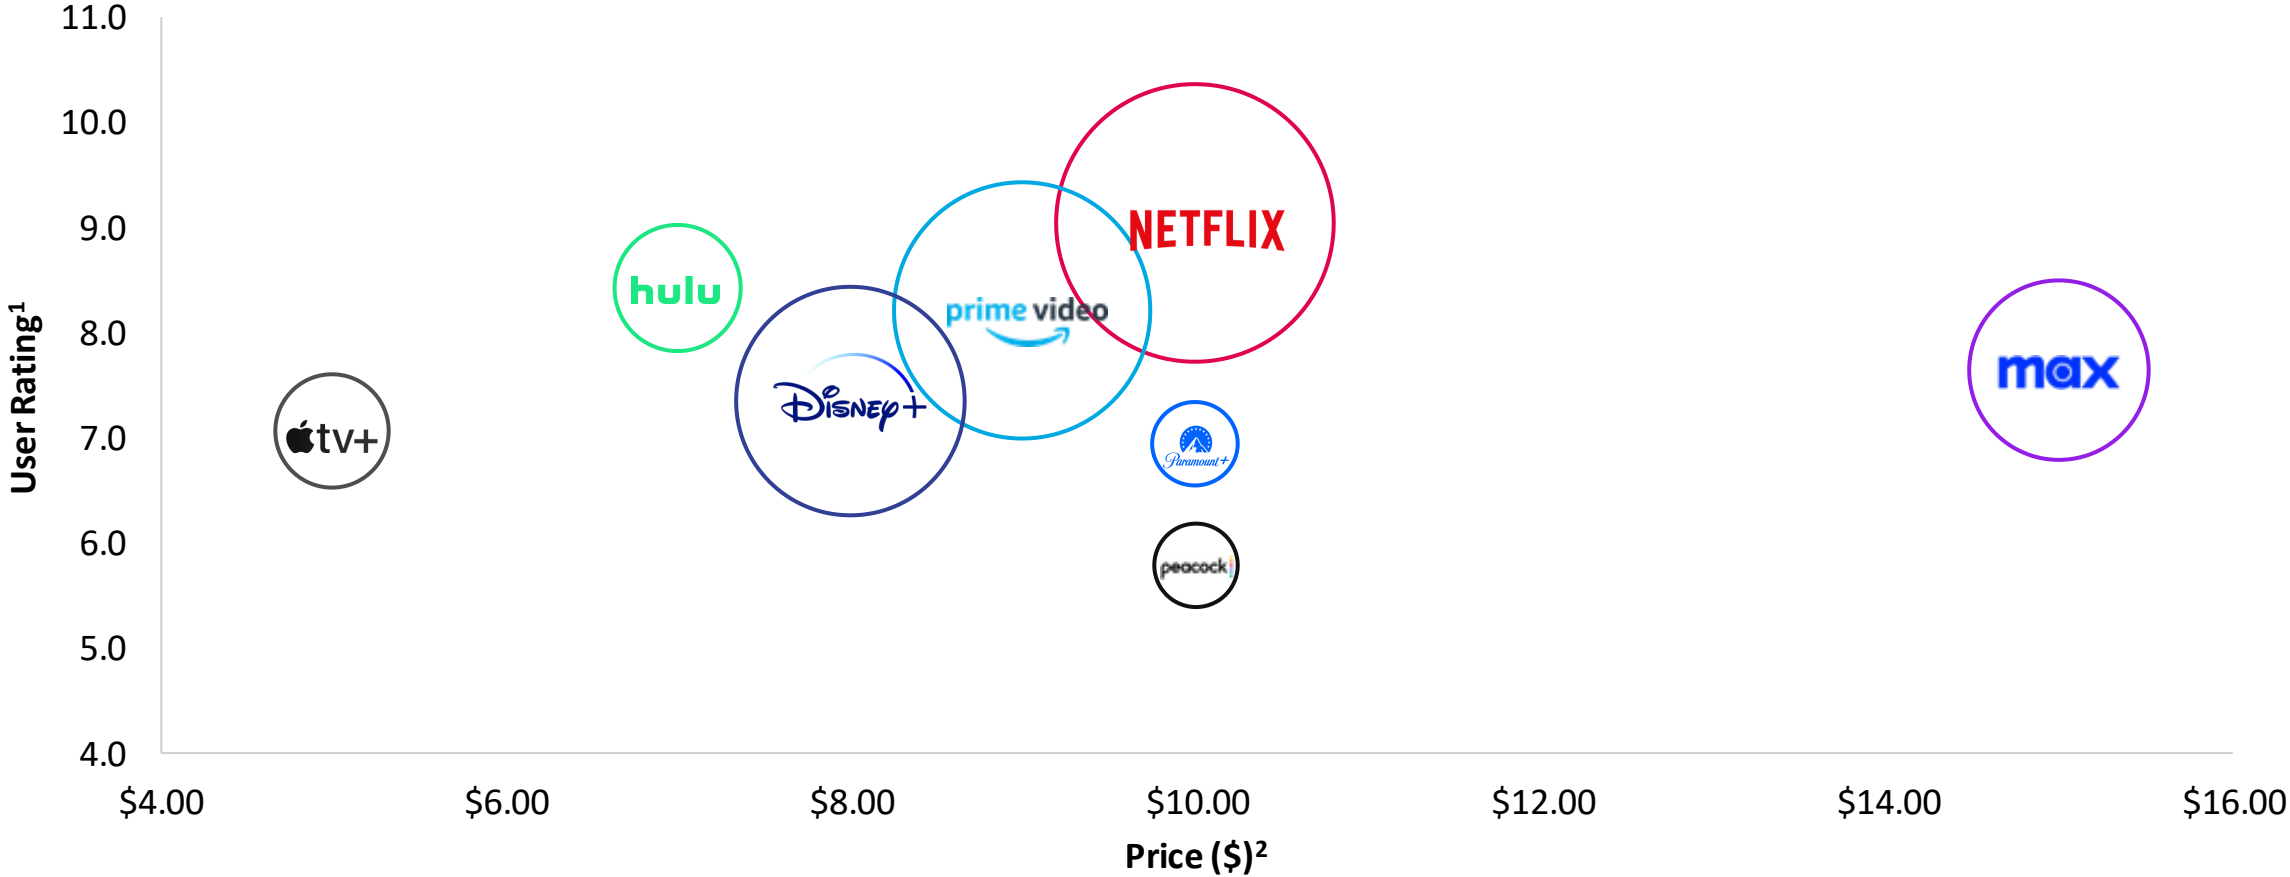 11.0
10.0
9.0
8.0
7.0
6.0
5.0
4.0
User Rating¹
NETFLIX
hulu
prime video
Disney+
max
tv+
Paramount+
peacock
$4.00
$6.00
$8.00
$10.00
$12.00
$14.00
$16.00
Price ($)²